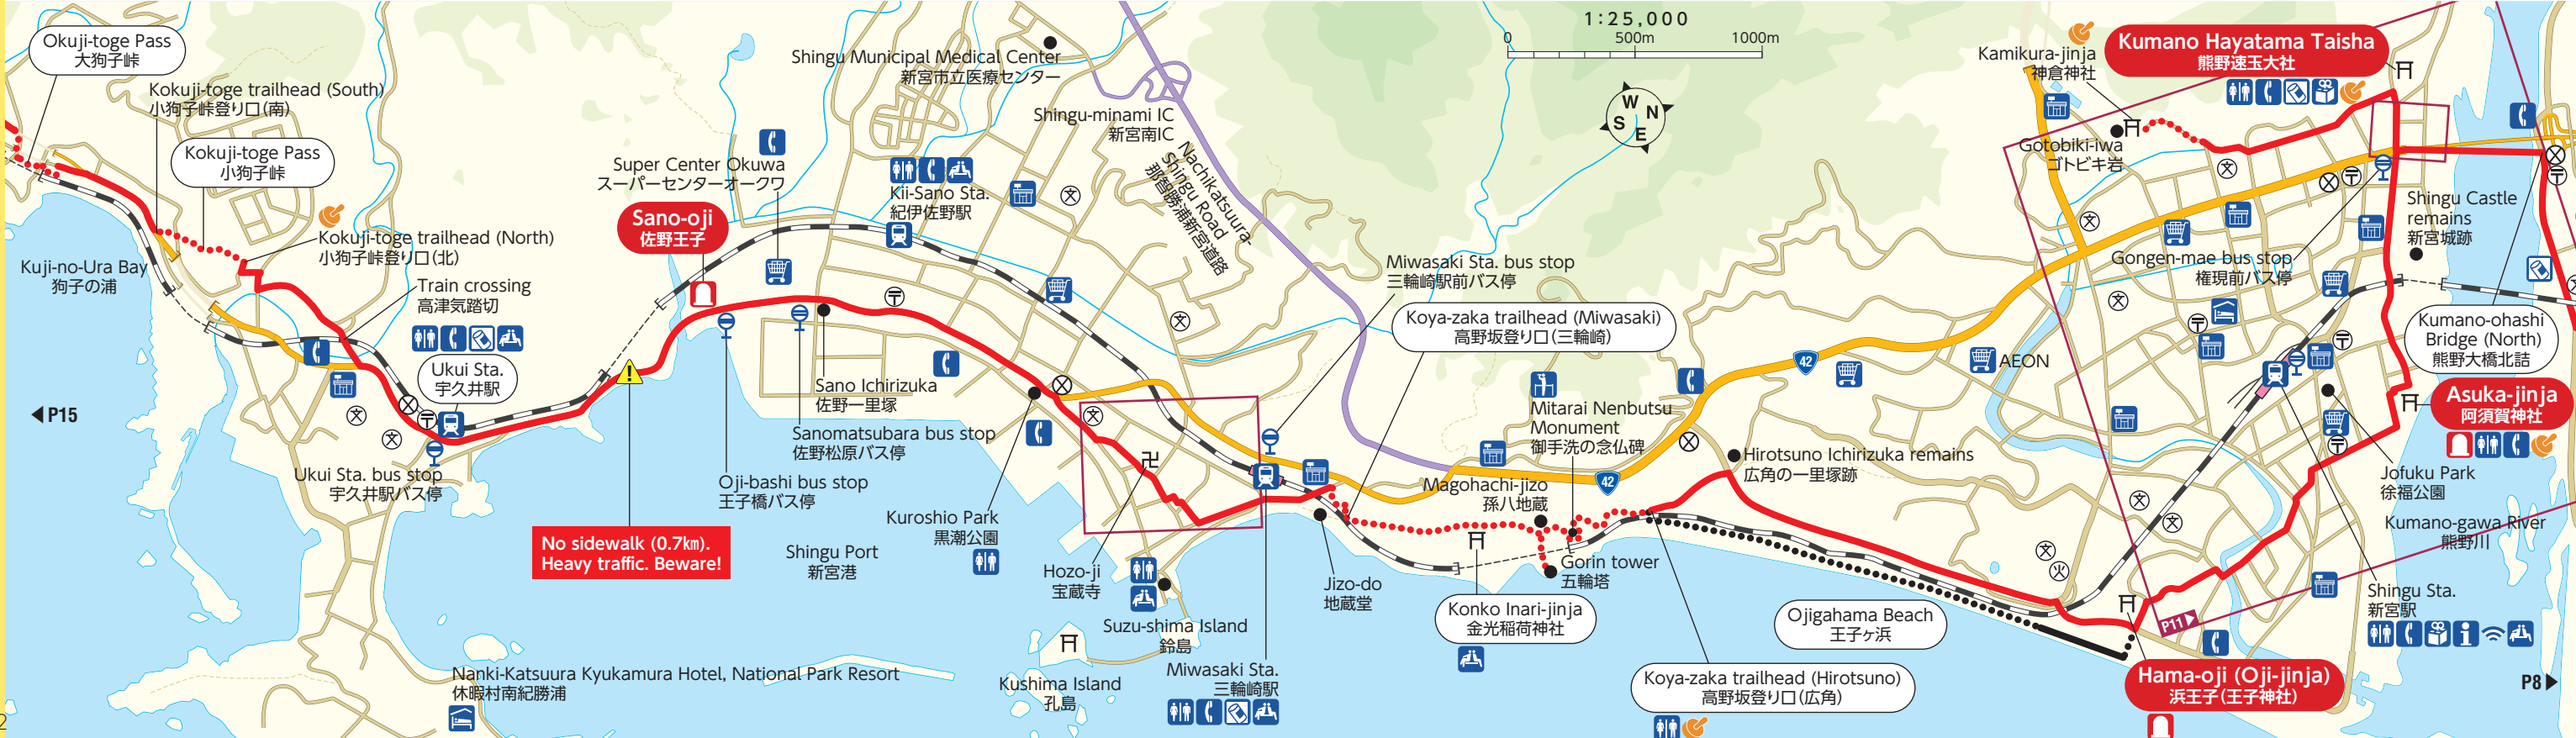 Okuji-toge Pass
大狗子峠
Kokuji-toge trailhead (South)
小狗子峠登り口(南)
Kokuji-toge Pass
小狗子峠
Kokuji-toge trailhead (North)
小狗子峠登り口(北)
Kuji-no-Ura Bay
狗子の浦
Train crossing
高津気踏切
Ukui Sta.
宇久井駅
◀P15
Ukui Sta. bus stop
宇久井駅バス停
No sidewalk (0.7㎞).
Heavy traffic. Beware!
Nanki-Katsuura Kyukamura Hotel, National Park Resort
休暇村南紀勝浦
2
Shingu Municipal Medical Center
新宮市立医療センター
Shingu-minami IC
新宮南IC
Super Center Okuwa
スーパーセンターオークワ
Sano-oji
佐野王子
Kii-Sano Sta.
紀伊佐野駅
Nachikatsuura-
Shingu Road
那智勝浦新宮道路
Sano Ichirizuka
佐野一里塚
Sanomatsubara bus stop
佐野松原バス停
Oji-bashi bus stop
王子橋バス停
Kuroshio Park
黒潮公園
Shingu Port
新宮港
Hozo-ji
宝蔵寺
Suzu-shima Island
鈴島
Kushima Island
孔島
Miwasaki Sta.
三輪崎駅
Miwasaki Sta. bus stop
三輪崎駅前バス停
Koya-zaka trailhead (Miwasaki)
高野坂登り口(三輪崎)
Jizo-do
地蔵堂
Mitarai Nenbutsu
Monument
御手洗の念仏碑
Magohachi-jizo
孫八地蔵
Gorin tower
五輪塔
Konko Inari-jinja
金光稲荷神社
42
42
Hirotsuno Ichirizuka remains
広角の一里塚跡
Koya-zaka trailhead (Hirotsuno)
高野坂登り口(広角)
Ojigahama Beach
王子ヶ浜
1:25,000
0 500m 1000m
W
N
S
E
AEON
Kamikura-jinja
神倉神社
Gotobiki-iwa
ゴトビキ岩
Kumano Hayatama Taisha
熊野速玉大社
Shingu Castle
remains
新宮城跡
Gongen-mae bus stop
権現前バス停
Kumano-ohashi
Bridge (North)
熊野大橋北詰
Asuka-jinja
阿須賀神社
Jofuku Park
徐福公園
Kumano-gawa River
熊野川
Shingu Sta.
新宮駅
P11▶
Hama-oji (Oji-jinja)
浜王子(王子神社)
P8▶